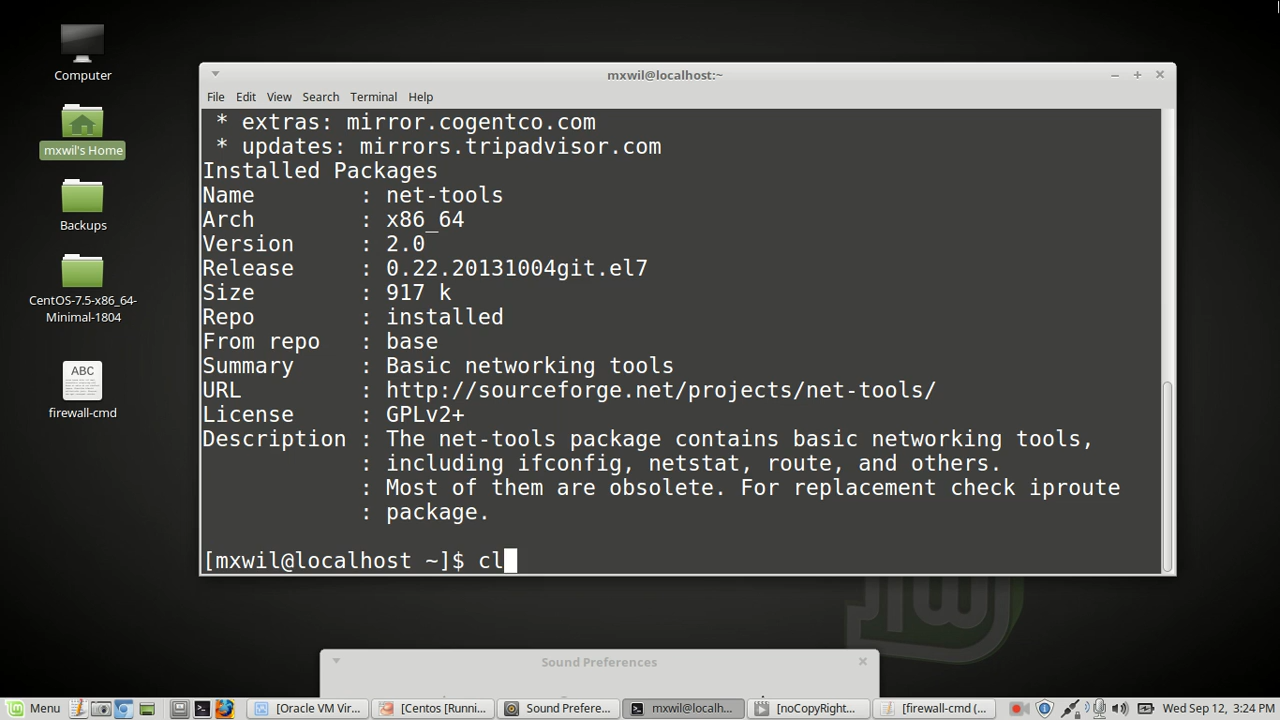 Computer
mxwil's Home
Backups
CentOS-7.5-x86_64-
Minimal-1804
ABC
firewall-cmd
mxwil@localhost:~
File Edit View Search Terminal Help
* extras: mirror.cogentco.com
* updates: mirrors.tripadvisor.com
Installed Packages
Name : net-tools
Arch : x86_64
Version : 2.0
Release : 0.22.20131004git.el7
Size : 917 k
Repo : installed
From repo : base
Summary : Basic networking tools
URL : http://sourceforge.net/projects/net-tools/
License : GPLv2+
Description : The net-tools package contains basic networking tools,
: including ifconfig, netstat, route, and others.
: Most of them are obsolete. For replacement check iproute
: package.
[mxwil@localhost ~]$ cl
Sound Preferences
Menu [Oracle VM Vir... [Centos [Runni... Sound Prefere... mxwil@localh... [noCopyRight... [firewall-cmd (... Wed Sep 12, 3:24 PM